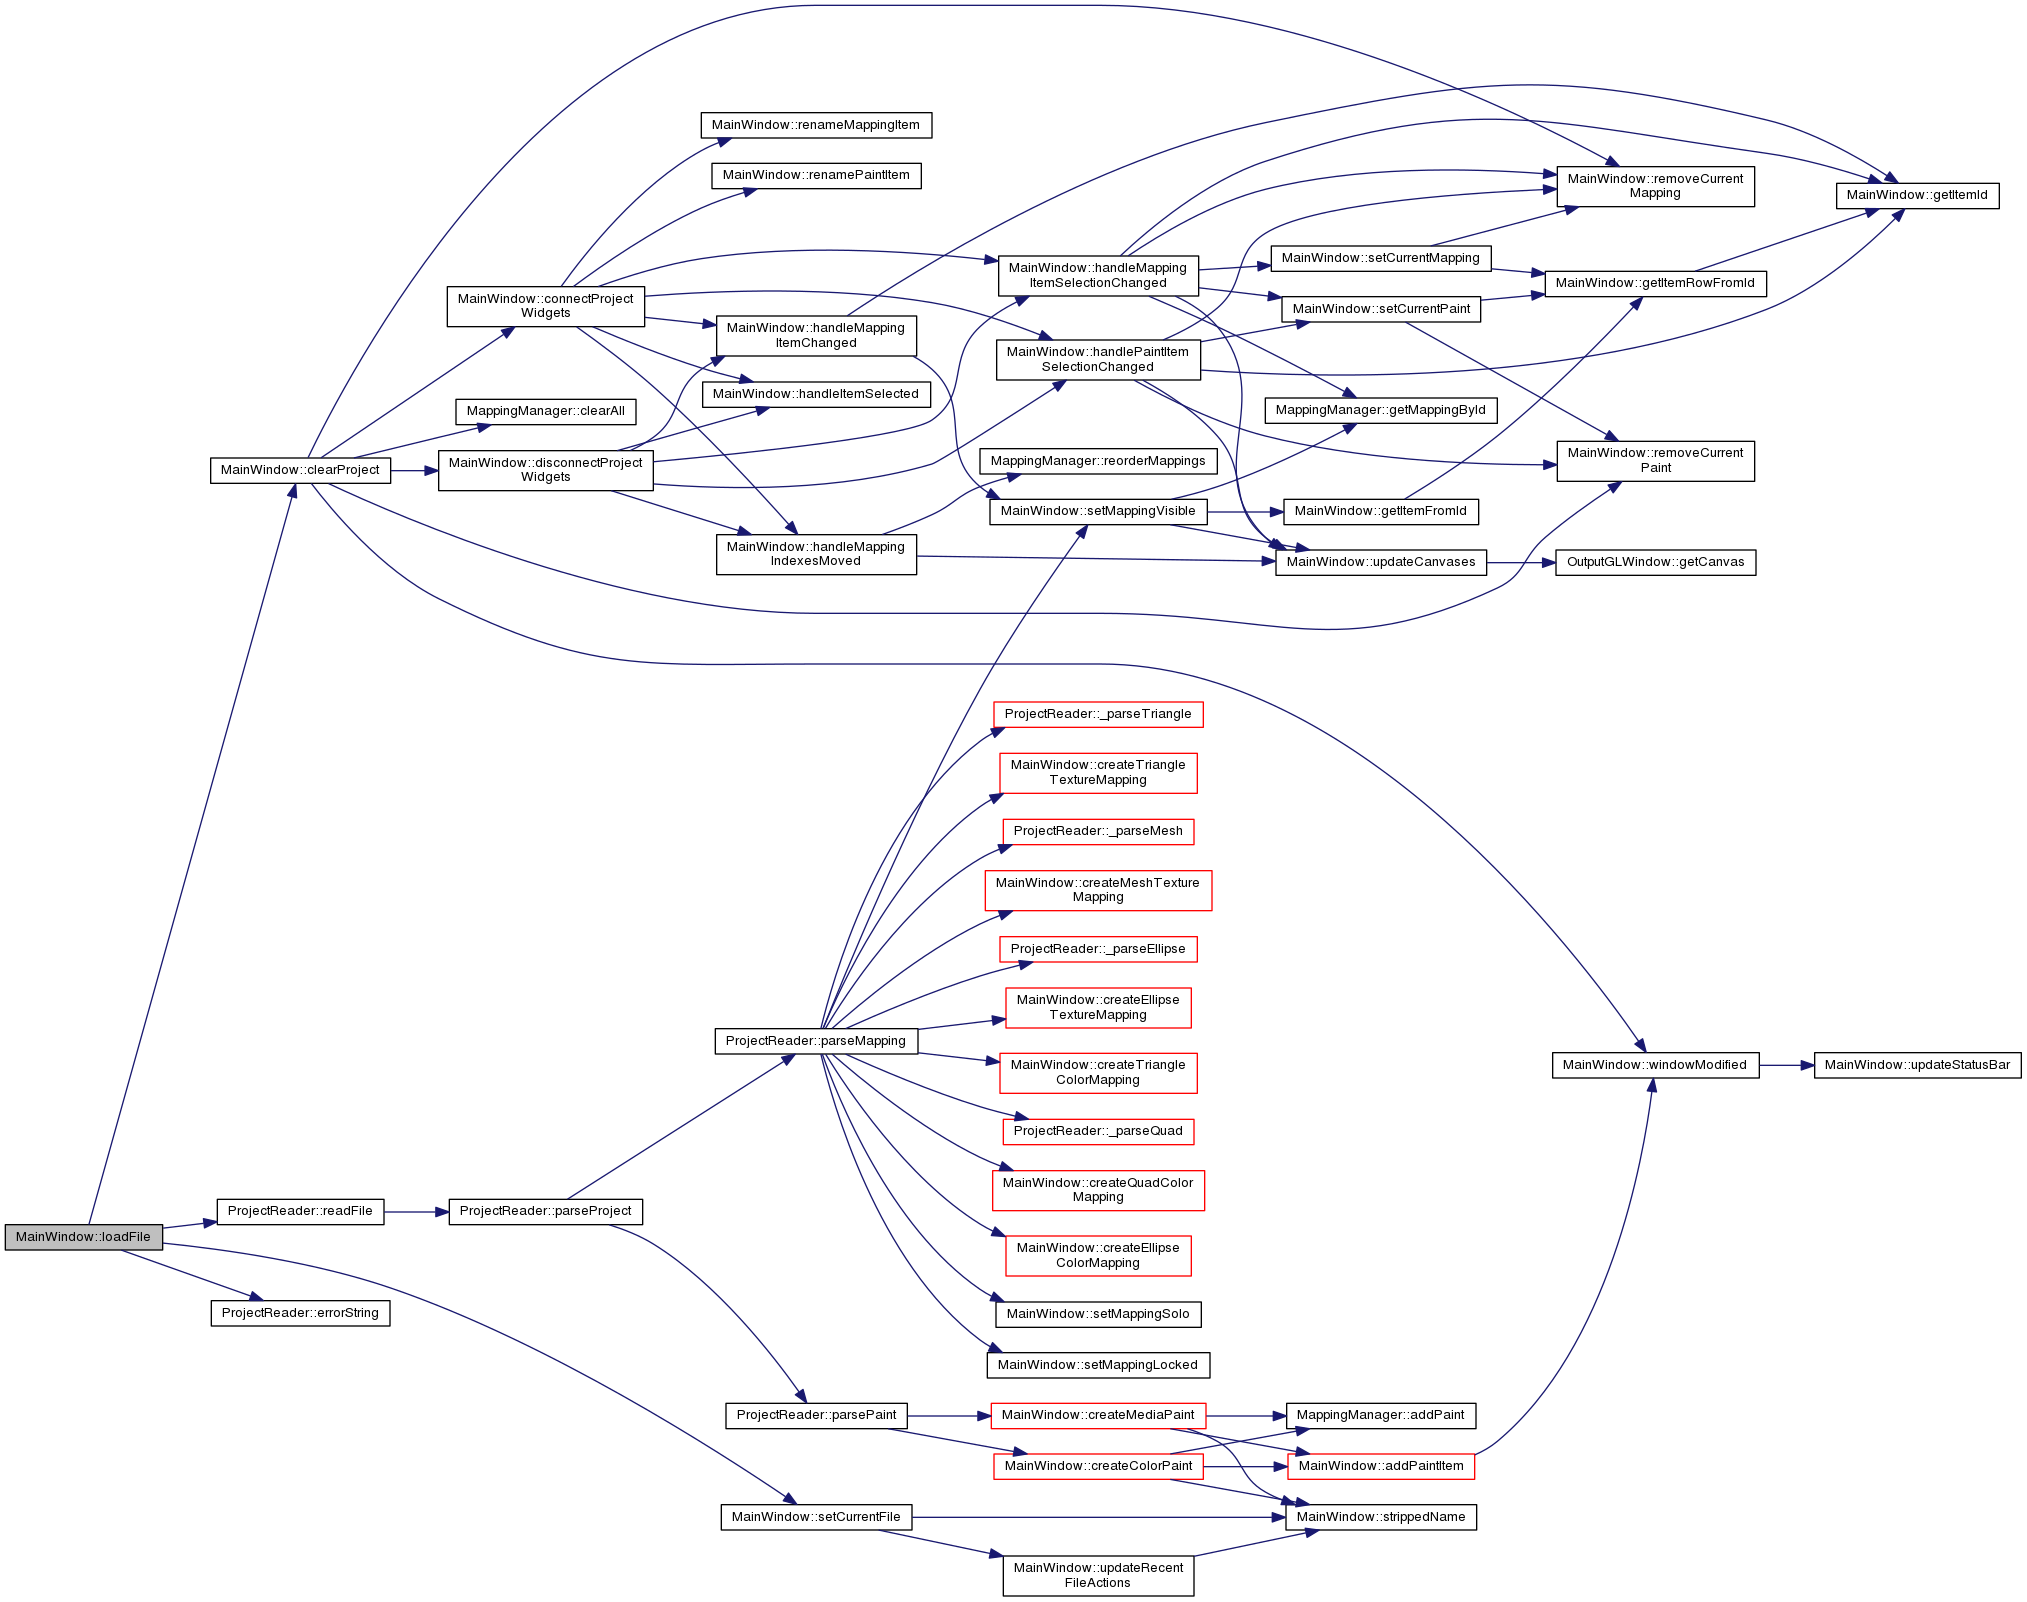 MainWindow::loadFile
MainWindow::clearProject
ProjectReader::readFile
ProjectReader::errorString
MainWindow::connectProject
Widgets
MappingManager::clearAll
MainWindow::disconnectProject
Widgets
ProjectReader::parseProject
MainWindow::renameMappingItem
MainWindow::renamePaintItem
MainWindow::handleMapping
ItemChanged
MainWindow::handleItemSelected
MainWindow::handleMapping
IndexesMoved
ProjectReader::parseMapping
ProjectReader::parsePaint
MainWindow::setCurrentFile
MainWindow::handleMapping
ItemSelectionChanged
MainWindow::handlePaintItem
SelectionChanged
MappingManager::reorderMappings
MainWindow::setMappingVisible
ProjectReader::_parseTriangle
MainWindow::createTriangle
TextureMapping
ProjectReader::_parseMesh
MainWindow::createMeshTexture
Mapping
ProjectReader::_parseEllipse
MainWindow::createEllipse
TextureMapping
MainWindow::createTriangle
ColorMapping
ProjectReader::_parseQuad
MainWindow::createQuadColor
Mapping
MainWindow::createEllipse
ColorMapping
MainWindow::setMappingSolo
MainWindow::setMappingLocked
MainWindow::createMediaPaint
MainWindow::createColorPaint
MainWindow::updateRecent
FileActions
MainWindow::setCurrentMapping
MainWindow::setCurrentPaint
MappingManager::getMappingById
MainWindow::getItemFromId
MainWindow::updateCanvases
MappingManager::addPaint
MainWindow::addPaintItem
MainWindow::strippedName
MainWindow::removeCurrent
Mapping
MainWindow::getItemRowFromId
MainWindow::removeCurrent
Paint
OutputGLWindow::getCanvas
MainWindow::windowModified
MainWindow::getItemId
MainWindow::updateStatusBar